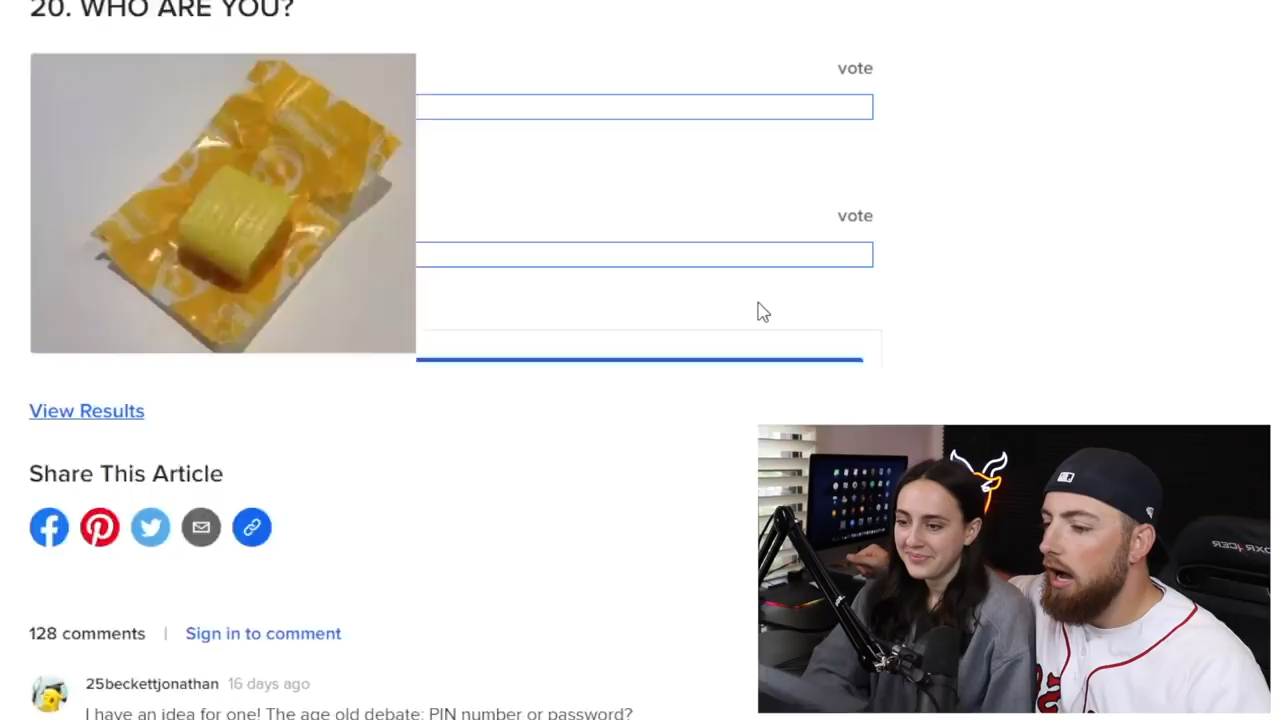 20. WHO ARE YOU?
vote
vote
View Results
Share This Article
128 comments | Sign in to comment
25beckettjonathan 16 days ago
I have an idea for one! The age old debate: PIN number or password?